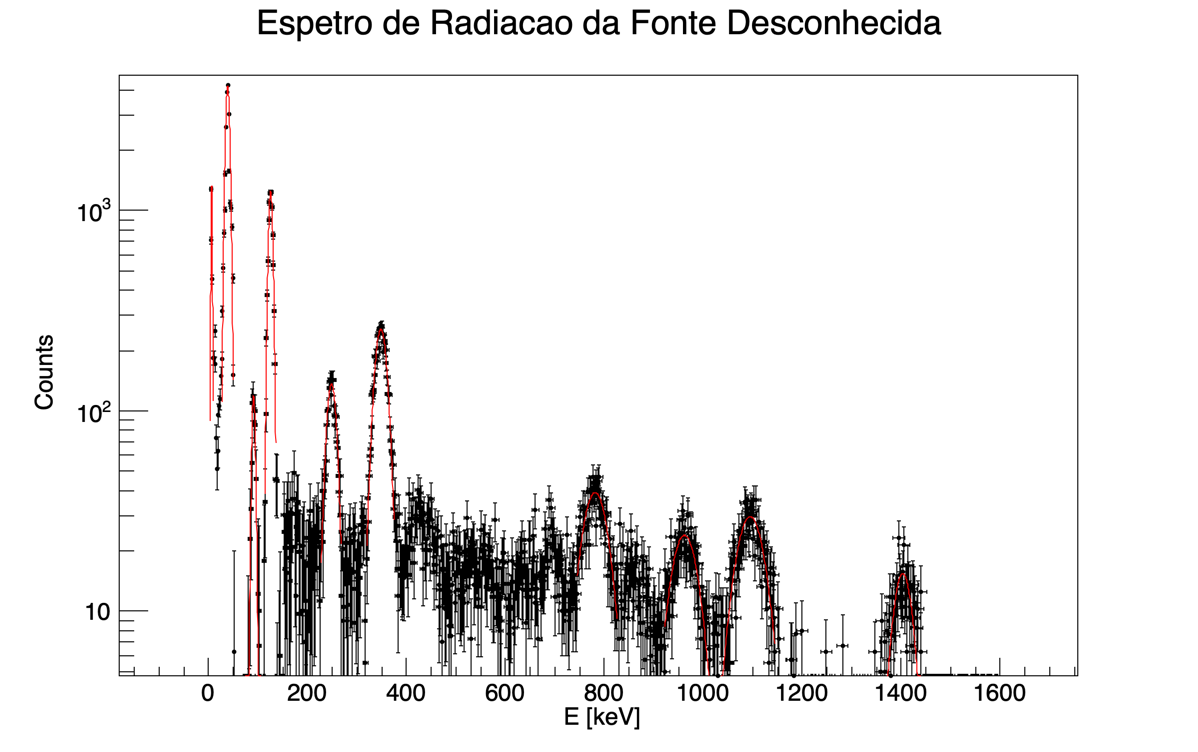 Espetro de Radiacao da Fonte Desconhecida
Counts
10³
10²
10
0 200 400 600 800 1000 1200 1400 1600
E [keV]